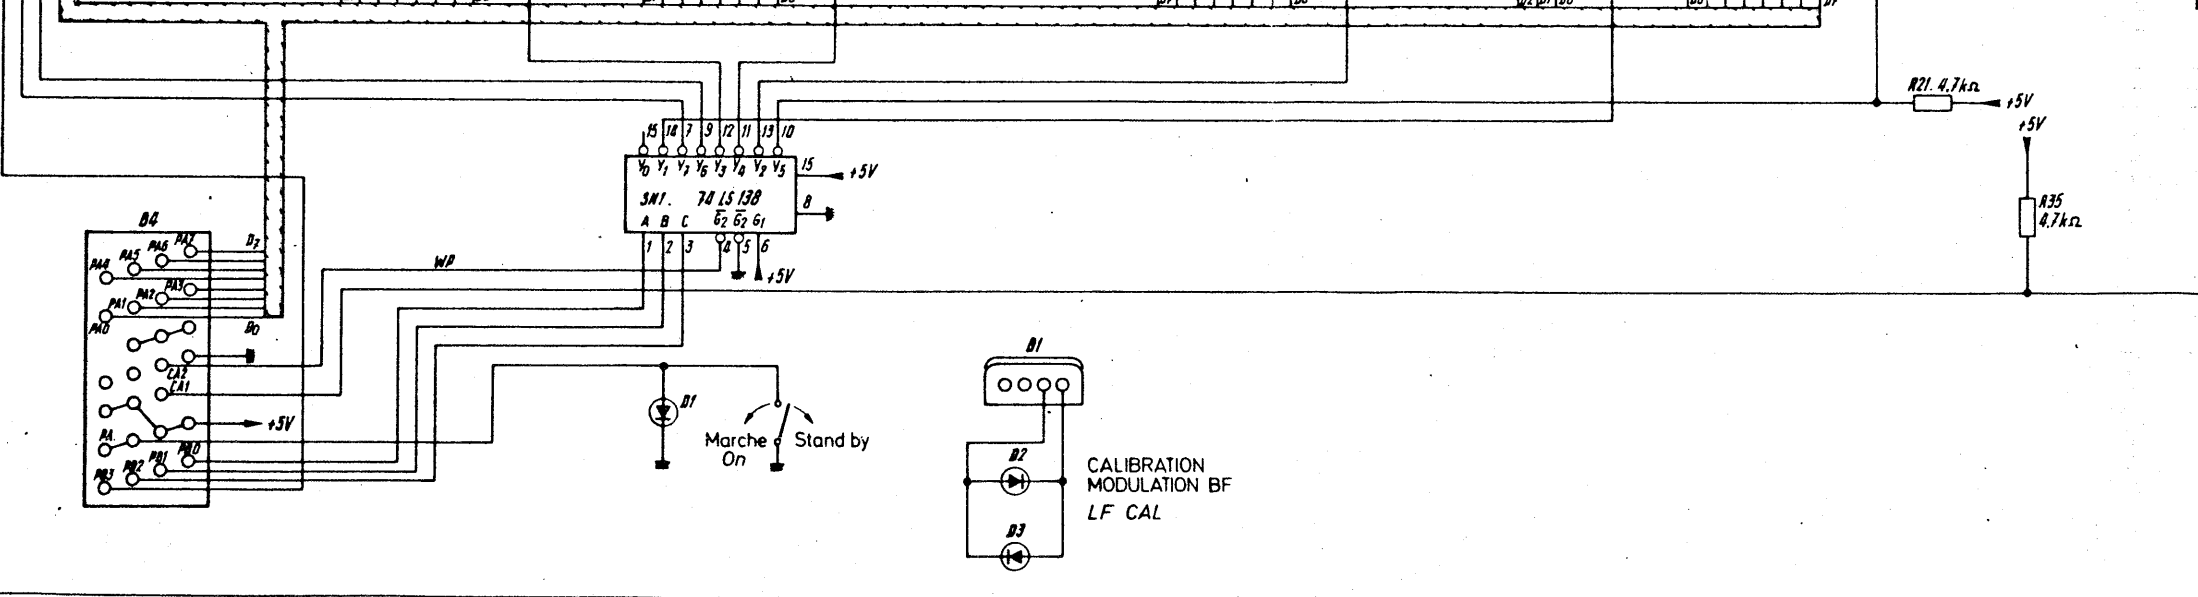 R21. 4.7kΩ
+5V
+5V
15 14 7 9 12 11 13 10
Y0 Y1 Y7 Y6 Y3 Y4 Y2 Y5
15
+5V
74 LS 138
8
A B C G2 G2 G1
R35
4.7kΩ
1 2 3 4 5 6
+5V
B4
PA7
PA6
PA5
PA4
D7
WP
PA3
PA2
PA1
PA0
D0
CA2
CA1
+5V
PA
PB0
PB1
PB2
PB3
D1
Marche
On
Stand by
B1
D2
D3
CALIBRATION
MODULATION BF
LF CAL